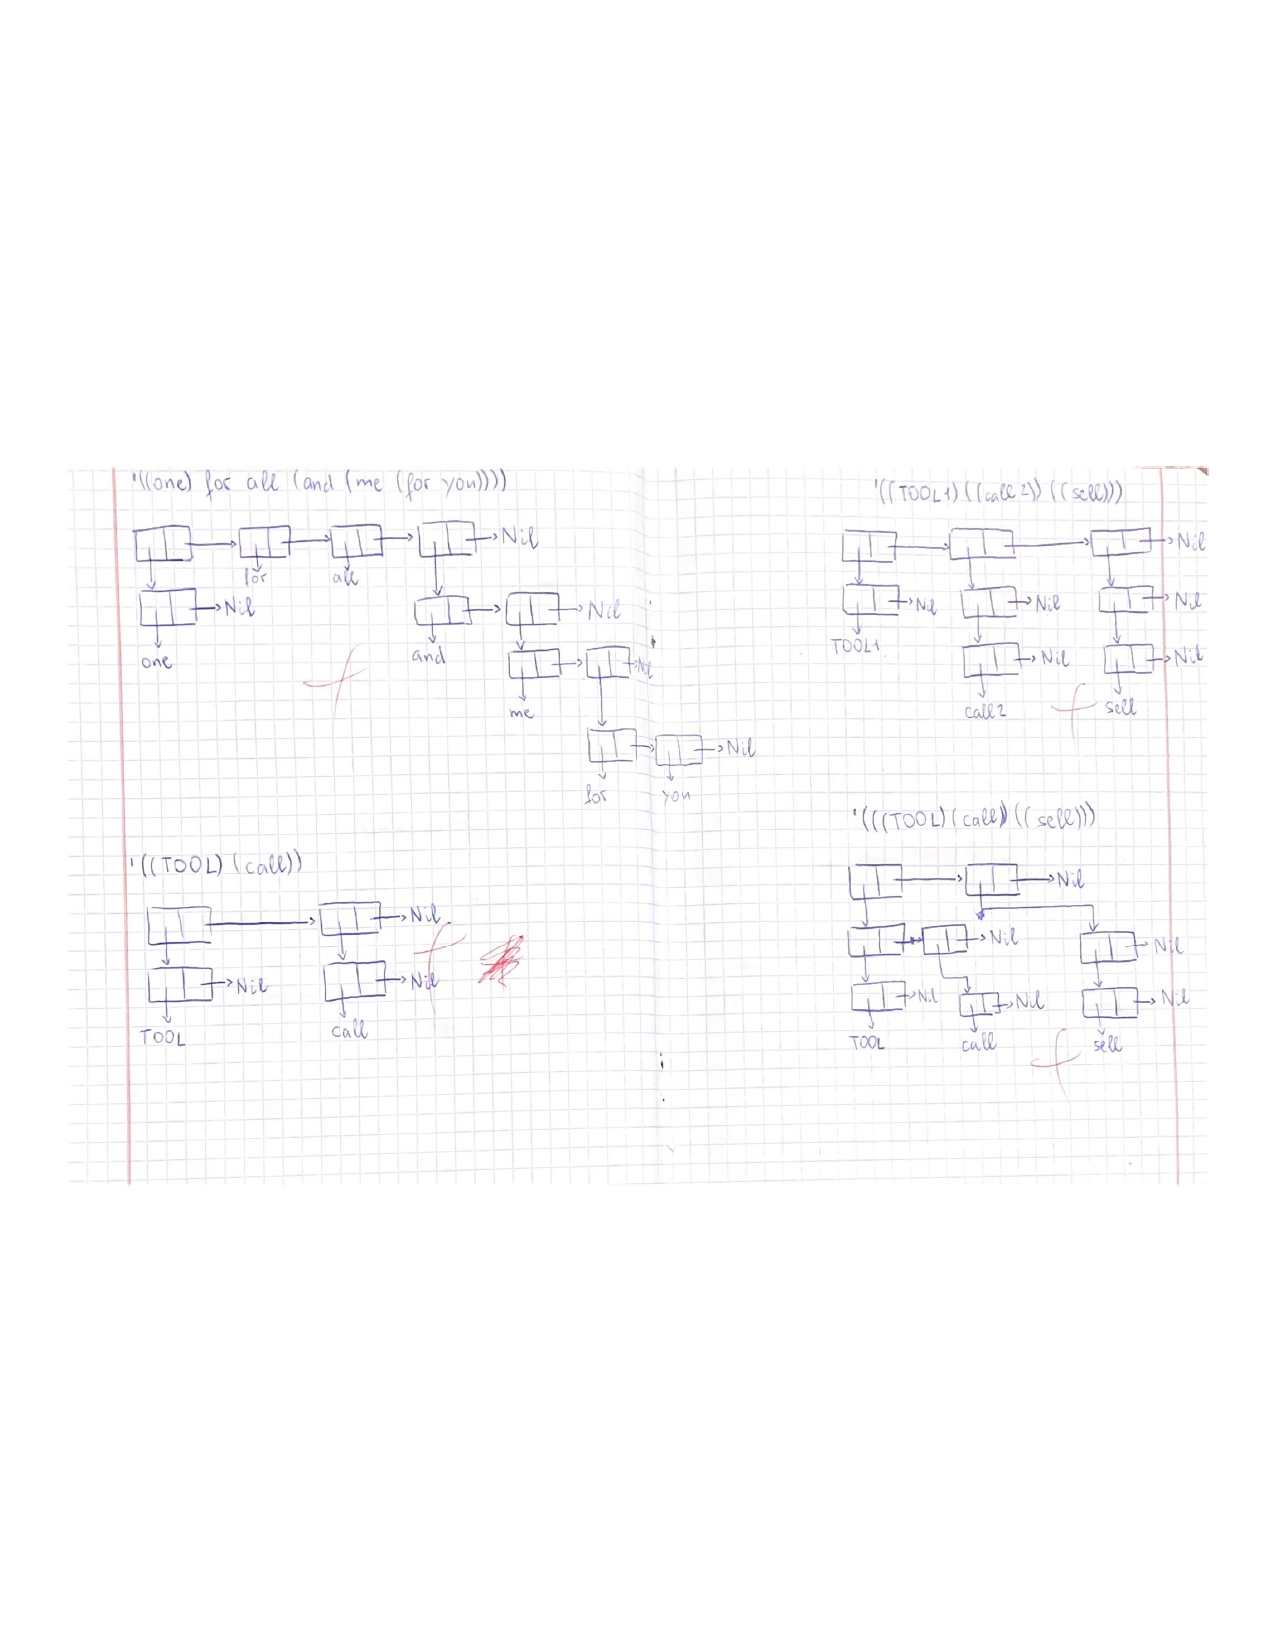 '((one) for all (and (me (for you))))
Nil
for all
Nil Nil
one and
Nil
me
Nil
for you
'((TOOL) (call))
Nil
Nil Nil
TOOL call
'((TOOL1) ((call2)) ((sell)))
Nil
Nil Nil Nil
TOOL1
Nil Nil
call2 sell
'(((TOOL) (call)) ((sell)))
Nil
Nil Nil
Nil Nil Nil
TOOL call sell